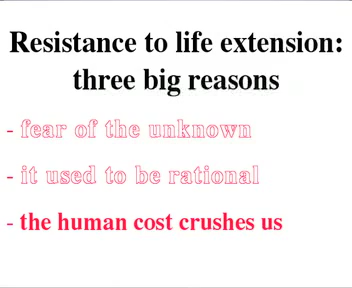 Resistance to life extension:
three big reasons
- fear of the unknown
- it used to be rational
- the human cost crushes us